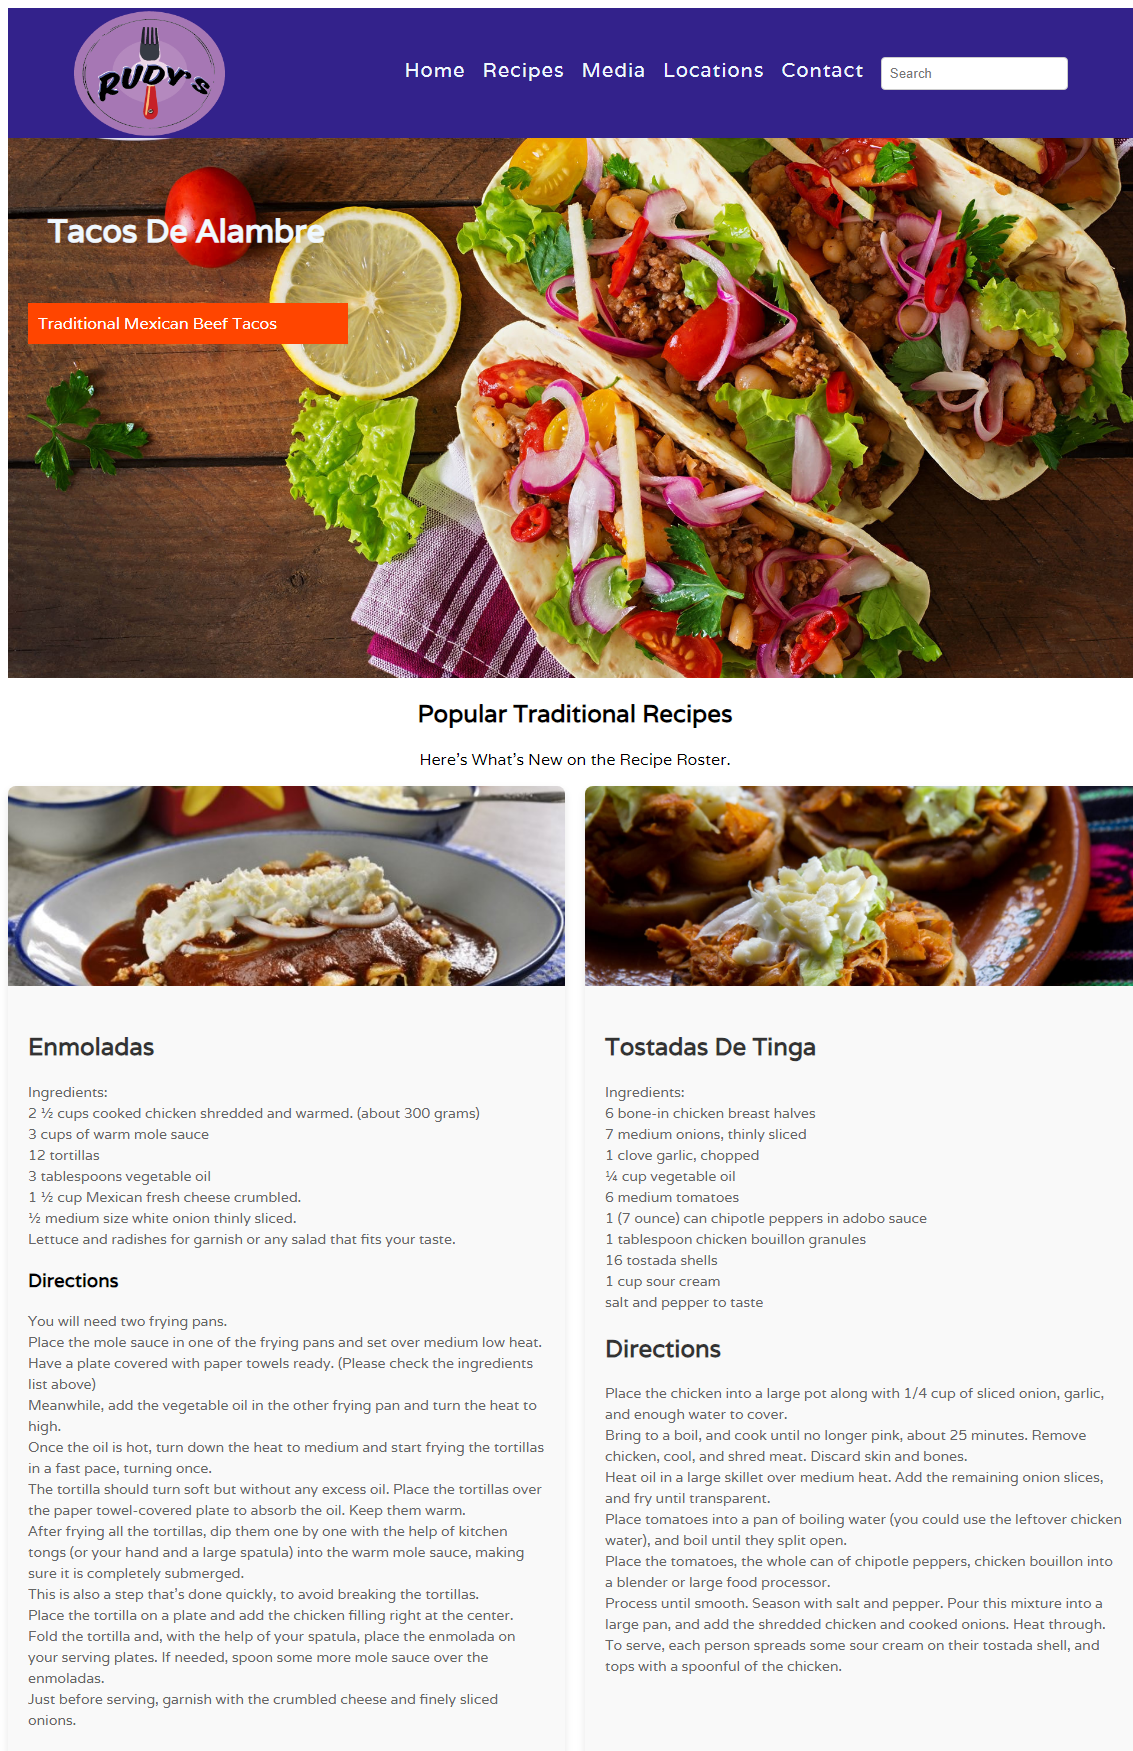 RUDY's
Home Recipes Media Locations Contact Search
Tacos De Alambre
Traditional Mexican Beef Tacos
Popular Traditional Recipes
Here's What's New on the Recipe Roster.
Enmoladas
Ingredients:
2 ½ cups cooked chicken shredded and warmed. (about 300 grams)
3 cups of warm mole sauce
12 tortillas
3 tablespoons vegetable oil
1 ½ cup Mexican fresh cheese crumbled.
½ medium size white onion thinly sliced.
Lettuce and radishes for garnish or any salad that fits your taste.
Directions
You will need two frying pans.
Place the mole sauce in one of the frying pans and set over medium low heat.
Have a plate covered with paper towels ready. (Please check the ingredients
list above)
Meanwhile, add the vegetable oil in the other frying pan and turn the heat to
high.
Once the oil is hot, turn down the heat to medium and start frying the tortillas
in a fast pace, turning once.
The tortilla should turn soft but without any excess oil. Place the tortillas over
the paper towel-covered plate to absorb the oil. Keep them warm.
After frying all the tortillas, dip them one by one with the help of kitchen
tongs (or your hand and a large spatula) into the warm mole sauce, making
sure it is completely submerged.
This is also a step that's done quickly, to avoid breaking the tortillas.
Place the tortilla on a plate and add the chicken filling right at the center.
Fold the tortilla and, with the help of your spatula, place the enmolada on
your serving plates. If needed, spoon some more mole sauce over the
enmoladas.
Just before serving, garnish with the crumbled cheese and finely sliced
onions.
Tostadas De Tinga
Ingredients:
6 bone-in chicken breast halves
7 medium onions, thinly sliced
1 clove garlic, chopped
¼ cup vegetable oil
6 medium tomatoes
1 (7 ounce) can chipotle peppers in adobo sauce
1 tablespoon chicken bouillon granules
16 tostada shells
1 cup sour cream
salt and pepper to taste
Directions
Place the chicken into a large pot along with 1/4 cup of sliced onion, garlic,
and enough water to cover.
Bring to a boil, and cook until no longer pink, about 25 minutes. Remove
chicken, cool, and shred meat. Discard skin and bones.
Heat oil in a large skillet over medium heat. Add the remaining onion slices,
and fry until transparent.
Place tomatoes into a pan of boiling water (you could use the leftover chicken
water), and boil until they split open.
Place the tomatoes, the whole can of chipotle peppers, chicken bouillon into
a blender or large food processor.
Process until smooth. Season with salt and pepper. Pour this mixture into a
large pan, and add the shredded chicken and cooked onions. Heat through.
To serve, each person spreads some sour cream on their tostada shell, and
tops with a spoonful of the chicken.